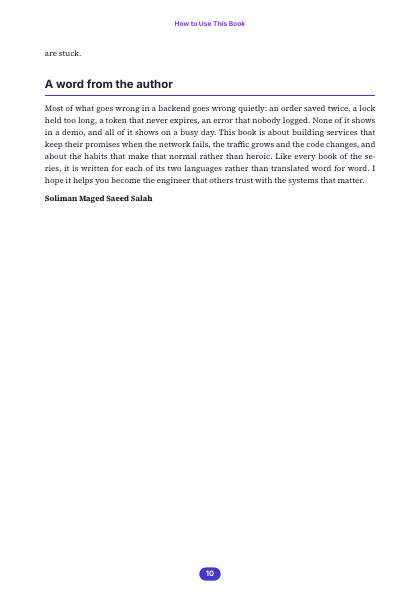 How to Use This Book
are stuck.
A word from the author
Most of what goes wrong in a backend goes wrong quietly: an order saved twice, a lock
held too long, a token that never expires, an error that nobody logged. None of it shows
in a demo, and all of it shows on a busy day. This book is about building services that
keep their promises when the network fails, the traffic grows and the code changes, and
about the habits that make that normal rather than heroic. Like every book of the se-
ries, it is written for each of its two languages rather than translated word for word. I
hope it helps you become the engineer that others trust with the systems that matter.
Soliman Maged Saeed Salah
10